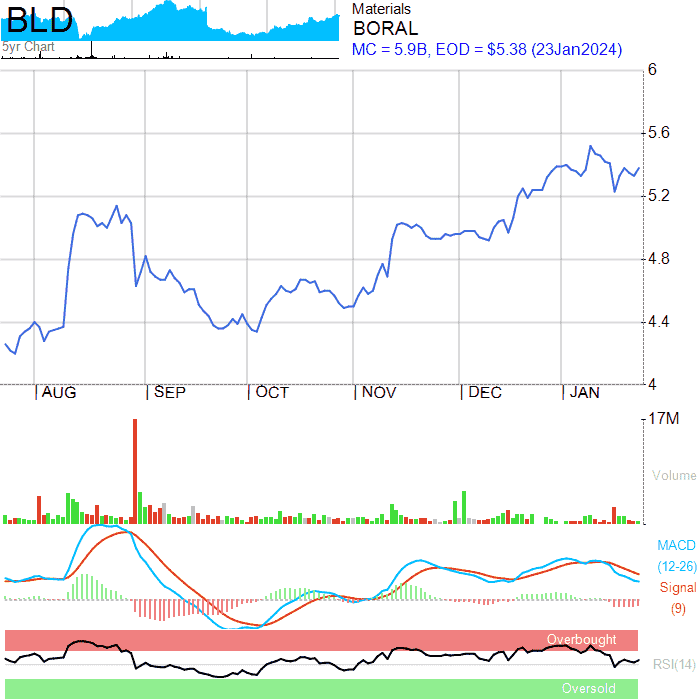 BLD
5yr Chart
Materials
BORAL
MC = 5.9B, EOD = $5.38 (23Jan2024)
6
5.6
5.2
4.8
4.4
4
AUG SEP OCT NOV DEC JAN
17M
Volume
MACD
(12-26)
Signal
(9)
Overbought
RSI(14)
Oversold